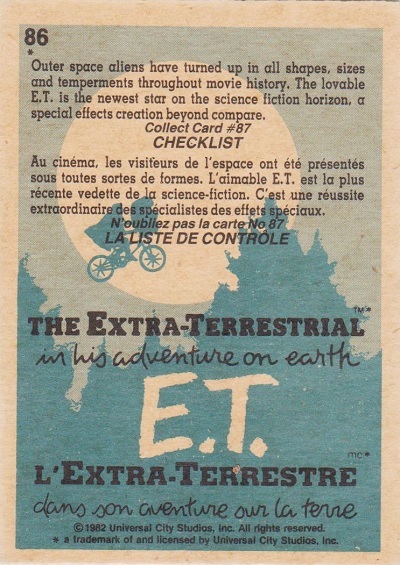 86
*
Outer space aliens have turned up in all shapes, sizes
and temperments throughout movie history. The lovable
E.T. is the newest star on the science fiction horizon, a
special effects creation beyond compare.
Collect Card #87
CHECKLIST
Au cinéma, les visiteurs de l'espace ont été présentés
sous toutes sortes de formes. L'aimable E.T. est la plus
récente vedette de la science-fiction. C'est une réussite
extraordinaire des spécialistes des effets spéciaux.
N'oubliez pas la carte No 87
LA LISTE DE CONTRÔLE
THE EXTRA-TERRESTRIAL TM*
in his adventure on earth
E.T.
L'EXTRA-TERRESTRE mc*
dans son aventure sur la terre
©1982 Universal City Studios, Inc. All rights reserved.
* a trademark of and licensed by Universal City Studios, Inc.